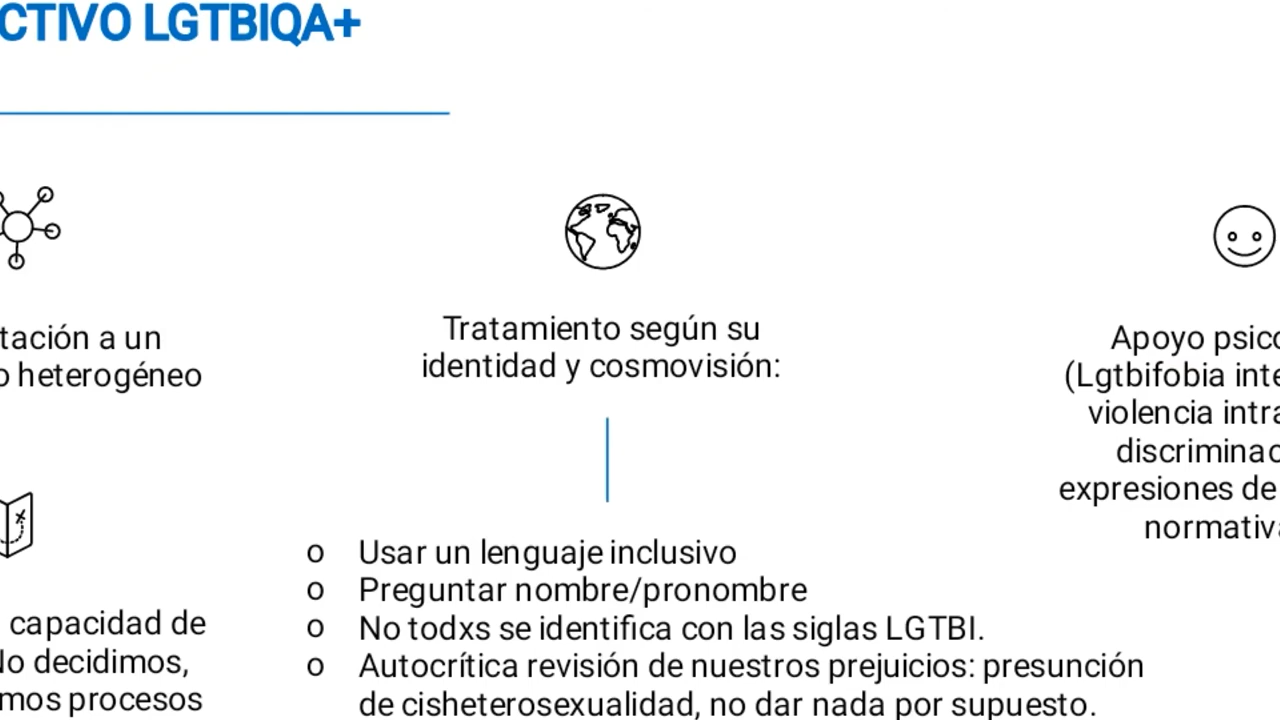 CTIVO LGTBIQA+
tación a un
o heterogéneo
capacidad de
No decidimos,
mos procesos
Tratamiento según su
identidad y cosmovisión:
o Usar un lenguaje inclusivo
o Preguntar nombre/pronombre
o No todxs se identifica con las siglas LGTBI.
o Autocrítica revisión de nuestros prejuicios: presunción
de cisheterosexualidad, no dar nada por supuesto.
Apoyo psico
(Lgtbifobia inte
violencia intra
discriminac
expresiones de
normativa